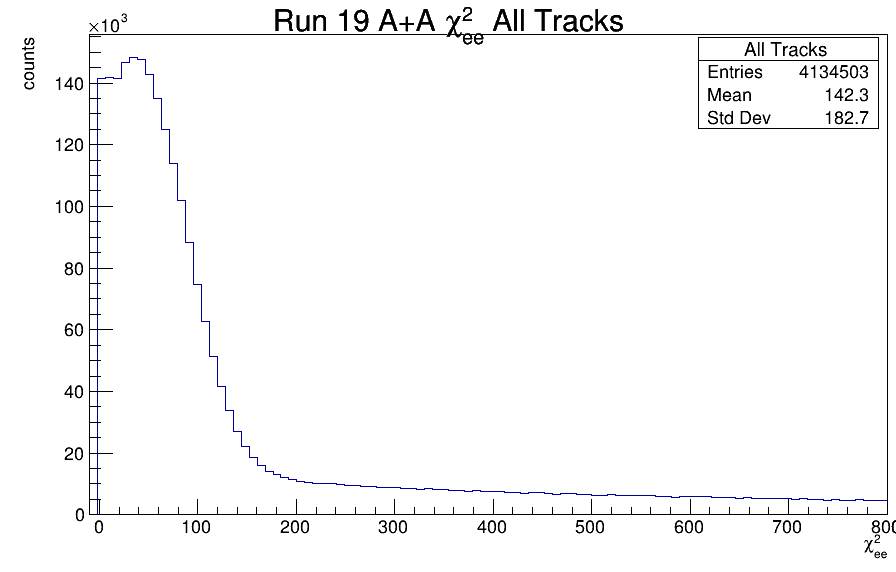 Run 19 A+A χ²ee All Tracks
×10³
counts
All Tracks
Entries 4134503
Mean 142.3
Std Dev 182.7
140
120
100
80
60
40
20
0
0 100 200 300 400 500 600 700 800
χ²ee